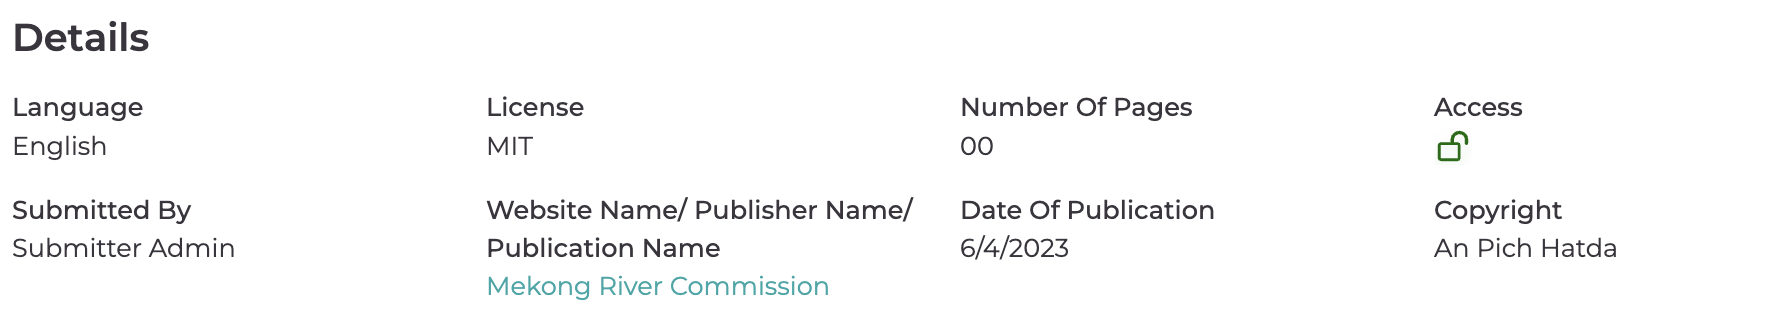 Details
Language
English
License
MIT
Number Of Pages
00
Access
Submitted By
Submitter Admin
Website Name/ Publisher Name/
Publication Name
Mekong River Commission
Date Of Publication
6/4/2023
Copyright
An Pich Hatda